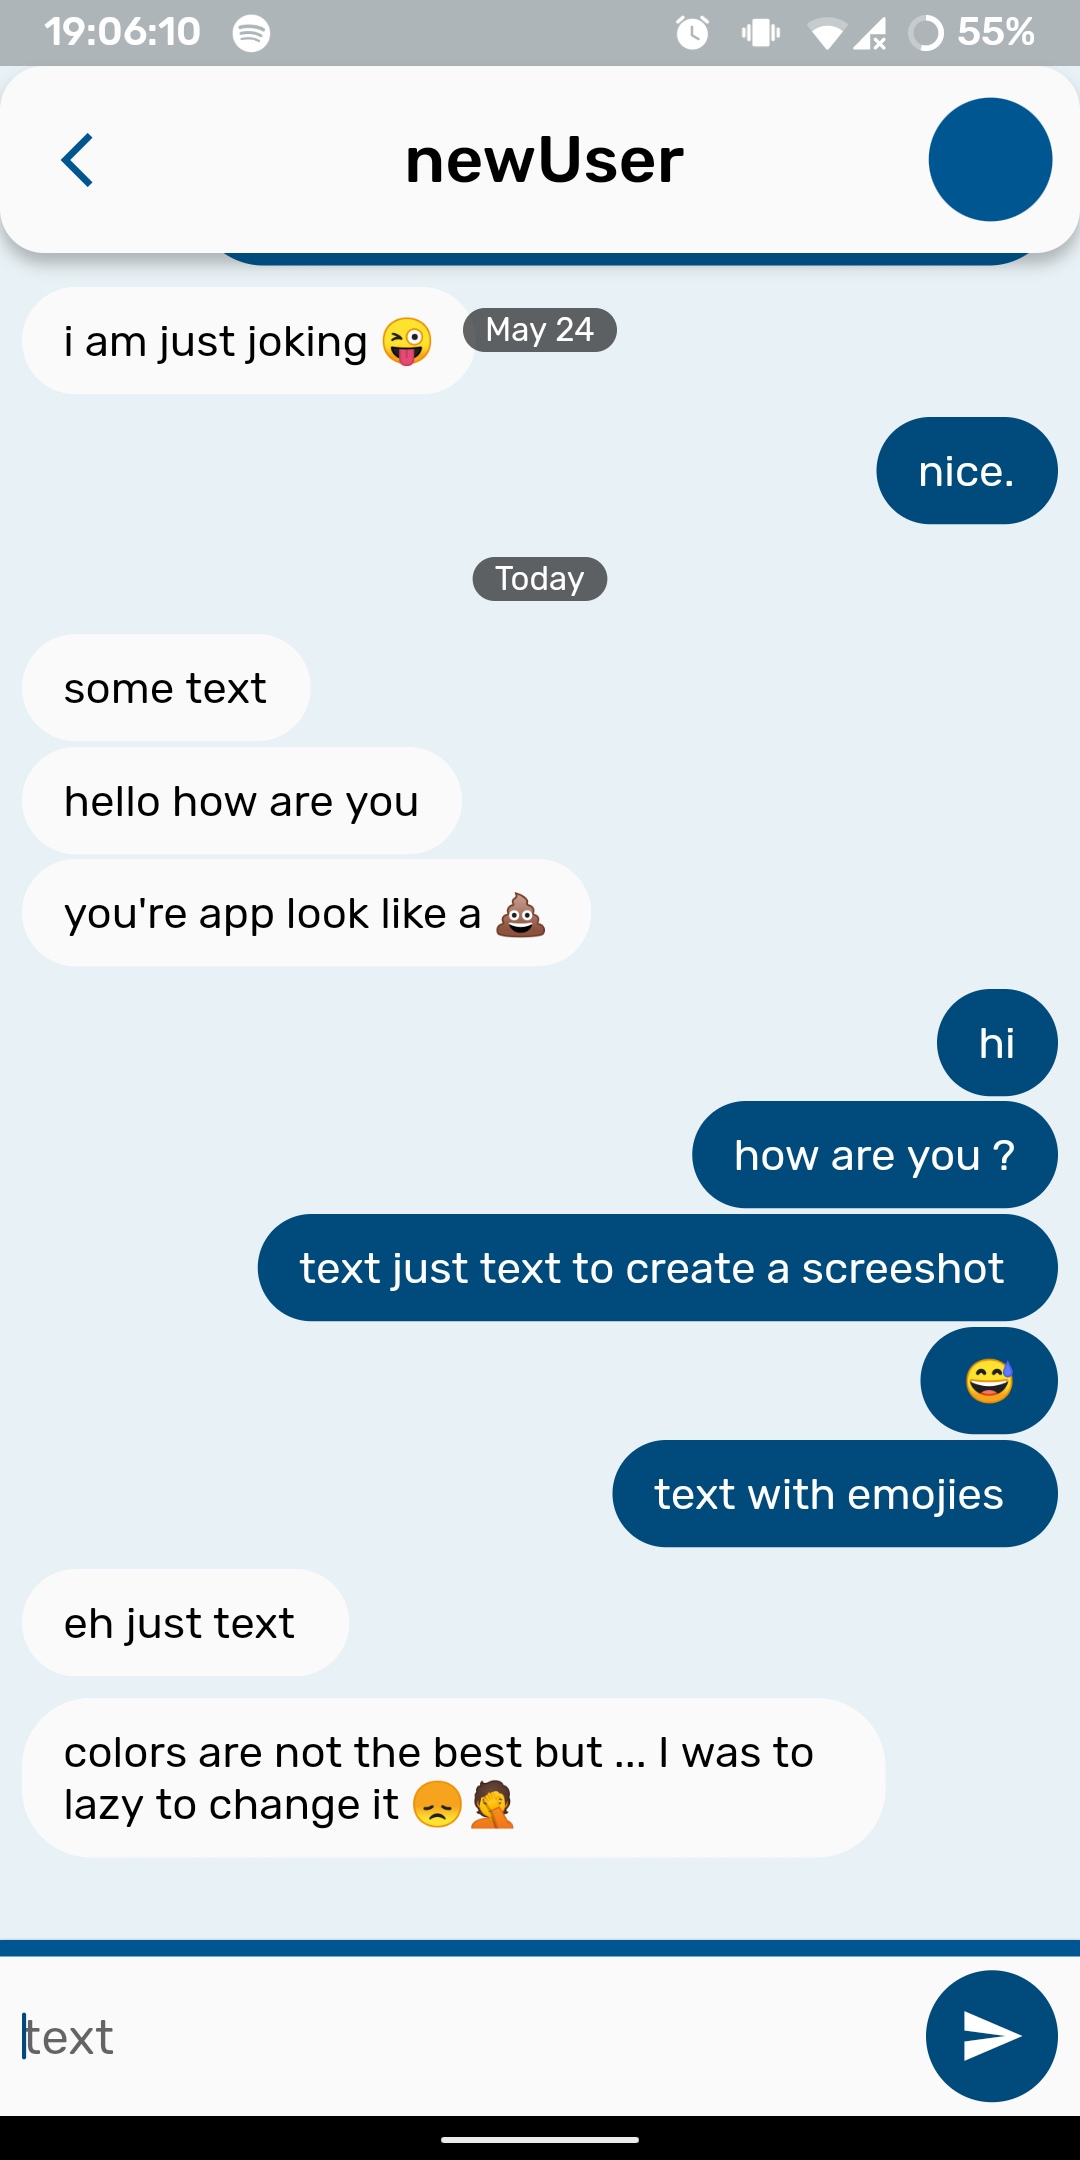 19:06:10 55%
newUser
i am just joking 😜
May 24
nice.
Today
some text
hello how are you
you're app look like a 💩
hi
how are you ?
text just text to create a screeshot
😅
text with emojies
eh just text
colors are not the best but ... I was to
lazy to change it 😞🤦
text